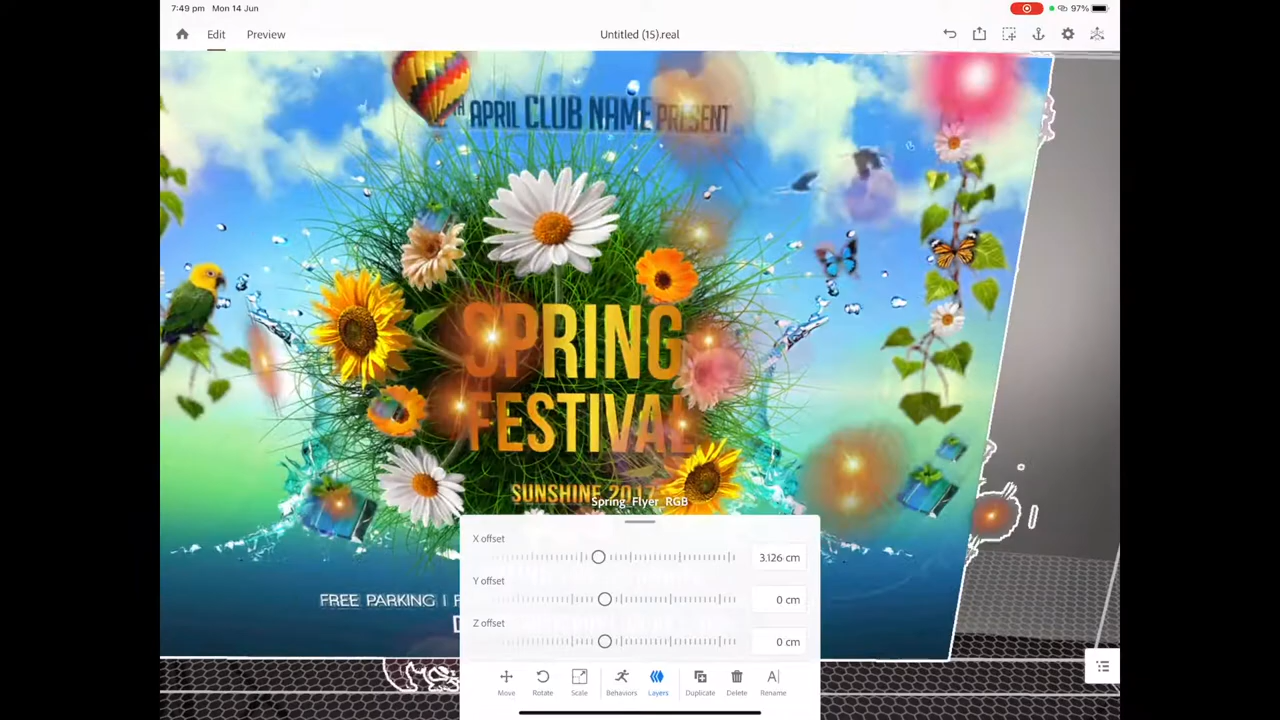 7:49 pm Mon 14 Jun
97%
Edit Preview
Untitled (15).real
APRIL CLUB NAME PRESENT
SPRING
FESTIVAL
SUNSHINE 2017
Spring_Flyer_RGB
X offset
3.126 cm
Y offset
0 cm
Z offset
0 cm
FREE PARKING |
Move Rotate Scale Behaviors Layers Duplicate Delete Rename